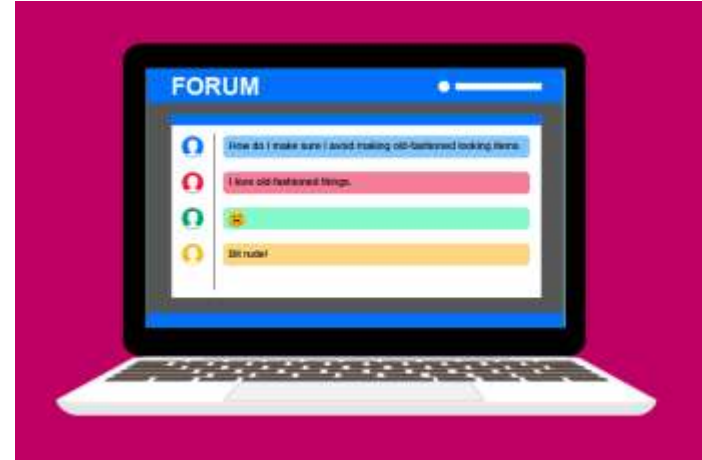 FORUM
How do I make sure I avoid making old-fashioned looking items.
I love old-fashioned things.
Bit rude!